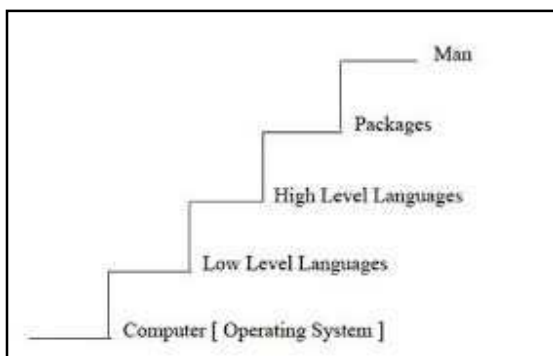 Man
Packages
High Level Languages
Low Level Languages
Computer [ Operating System ]